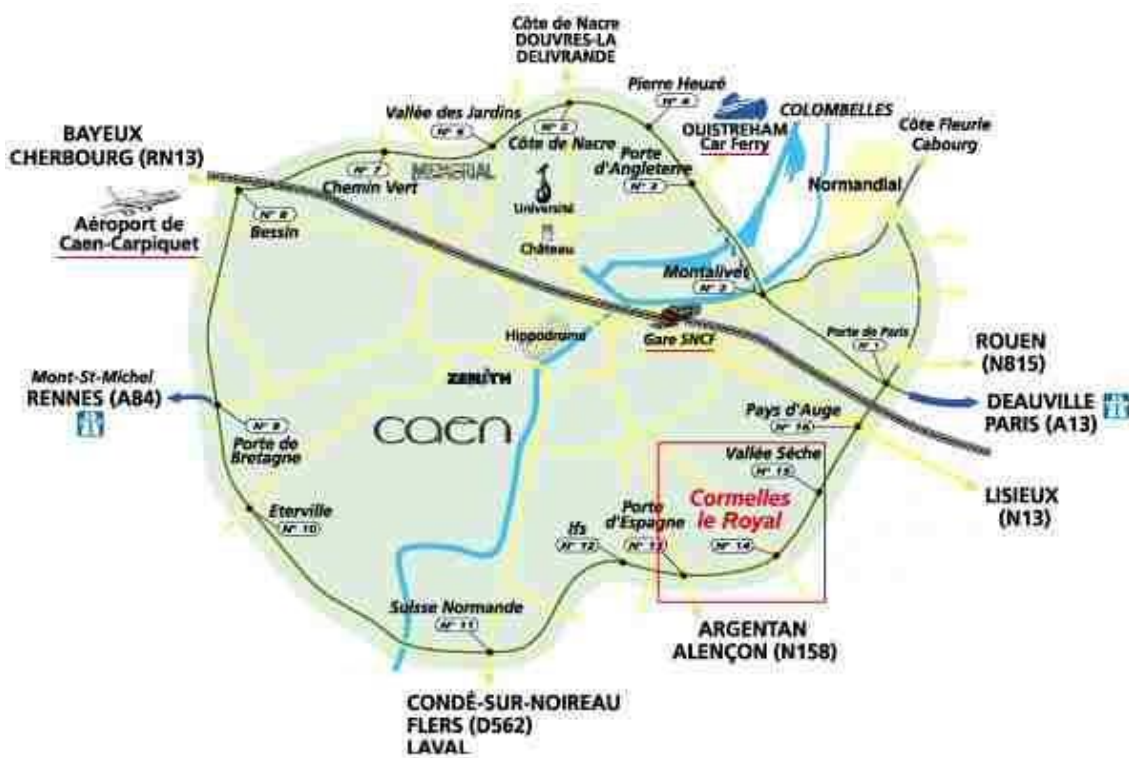 Côte de Nacre
DOUVRES-LA
DELIVRANDE
Pierre Heuzé
N° 4
Vallée des Jardins
N° 6
N° 5
Côte de Nacre
COLOMBELLES
OUISTREHAM
Car Ferry
Côte Fleurie
Cabourg
BAYEUX
CHERBOURG (RN13)
N° 7
Chemin Vert
MEMORIAL
Porte
d'Angleterre
N° 3
Normandial
Université
Aéroport de
Caen-Carpiquet
N° 8
Bessin
Château
Montalivet
N° 2
Hippodrome
Gare SNCF
Porte de Paris
N° 1
ROUEN
(N815)
ZENITH
Mont-St-Michel
RENNES (A84)
DEAUVILLE
PARIS (A13)
caen
Pays d'Auge
N° 16
N° 9
Porte de
Bretagne
Vallée Sèche
N° 15
Cormelles
le Royal
LISIEUX
(N13)
Eterville
N° 10
Porte
d'Espagne
N° 13
Ifs
N° 12
N° 14
Suisse Normande
N° 11
ARGENTAN
ALENÇON (N158)
CONDÉ-SUR-NOIREAU
FLERS (D562)
LAVAL